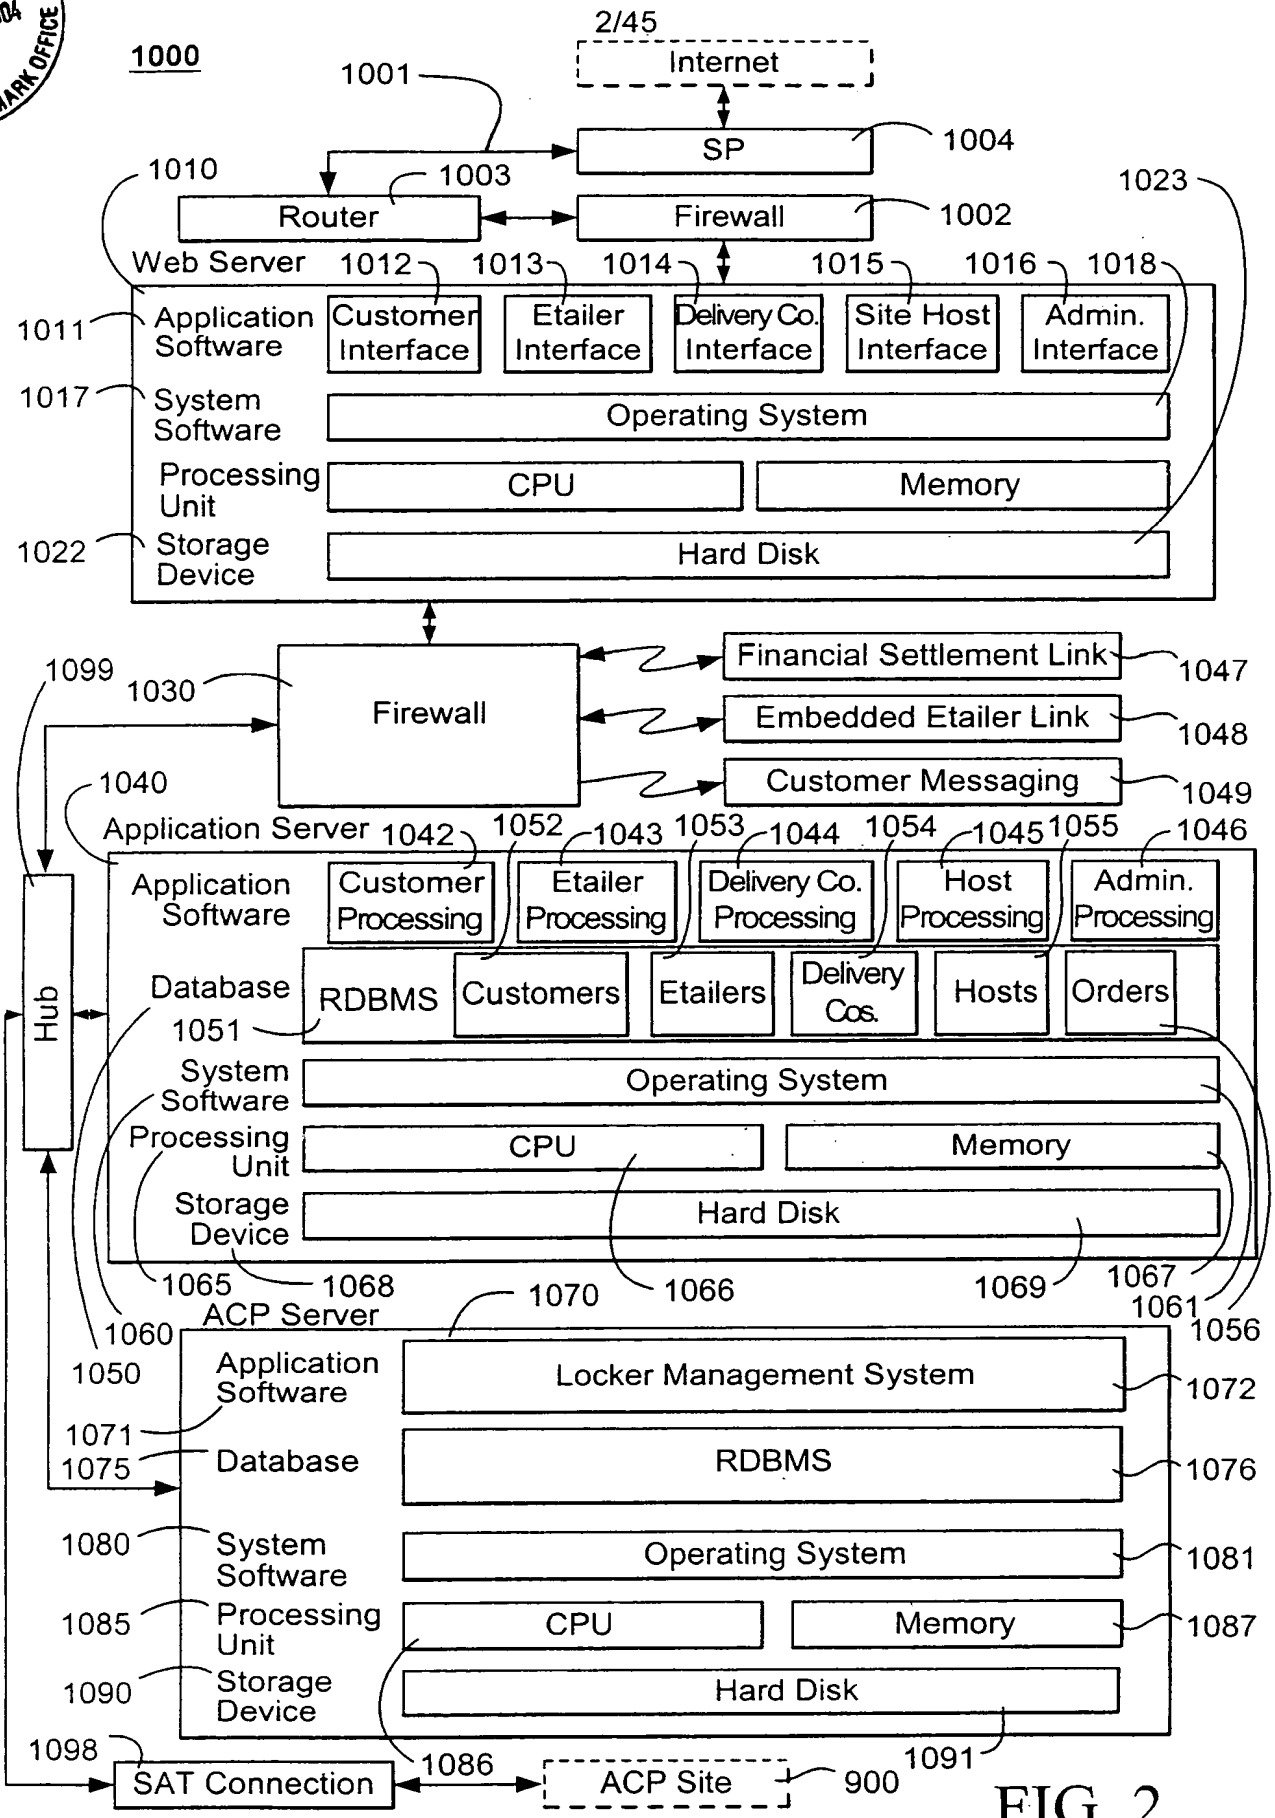 2/45
MARK OFFICE
1000
Internet
1001
SP
1004
1010
1003
1023
Router
Firewall
1002
Web Server
1012
1013
1014
1015
1016
1018
1011
Application
Software
Customer
Interface
Etailer
Interface
Delivery Co.
Interface
Site Host
Interface
Admin.
Interface
1017
System
Software
Operating System
Processing
Unit
CPU
Memory
1022
Storage
Device
Hard Disk
1099
1030
Firewall
Financial Settlement Link
1047
Embedded Etailer Link
1048
Customer Messaging
1049
1040
Application Server
1042
1052
1043
1053
1044
1054
1045
1055
1046
Application
Software
Customer
Processing
Etailer
Processing
Delivery Co.
Processing
Host
Processing
Admin.
Processing
Hub
Database
1051
RDBMS
Customers
Etailers
Delivery
Cos.
Hosts
Orders
System
Software
Operating System
Processing
Unit
CPU
Memory
Storage
Device
Hard Disk
1065
1068
1066
1069
1067
1061
1056
1060
1050
ACP Server
1070
Application
Software
Locker Management System
1072
1071
1075
Database
RDBMS
1076
1080
System
Software
Operating System
1081
1085
Processing
Unit
CPU
Memory
1087
1090
Storage
Device
Hard Disk
1098
1086
1091
SAT Connection
ACP Site
900
FIG. 2